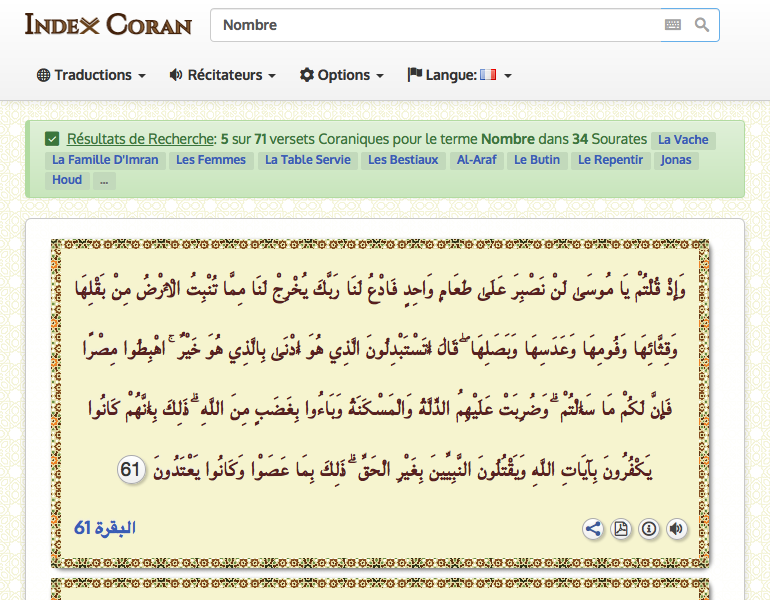 INDEX CORAN
Nombre
Traductions Récitateurs Options Langue:
Résultats de Recherche: 5 sur 71 versets Coraniques pour le terme Nombre dans 34 Sourates La Vache
La Famille D'Imran Les Femmes La Table Servie Les Bestiaux Al-Araf Le Butin Le Repentir Jonas
Houd ...
وَإِذْ قُلْتُمْ يَا مُوسَىٰ لَنْ نَصْبِرَ عَلَىٰ طَعَامٍ وَاحِدٍ فَادْعُ لَنَا رَبَّكَ يُخْرِجْ لَنَا مِمَّا تُنْبِتُ الْأَرْضُ مِنْ بَقْلِهَا
وَقِثَّائِهَا وَفُومِهَا وَعَدَسِهَا وَبَصَلِهَا ۖ قَالَ أَتَسْتَبْدِلُونَ الَّذِي هُوَ أَدْنَىٰ بِالَّذِي هُوَ خَيْرٌ ۚ اهْبِطُوا مِصْرًا
فَإِنَّ لَكُمْ مَا سَأَلْتُمْ ۗ وَضُرِبَتْ عَلَيْهِمُ الذِّلَّةُ وَالْمَسْكَنَةُ وَبَاءُوا بِغَضَبٍ مِنَ اللَّهِ ۗ ذَٰلِكَ بِأَنَّهُمْ كَانُوا
يَكْفُرُونَ بِآيَاتِ اللَّهِ وَيَقْتُلُونَ النَّبِيِّينَ بِغَيْرِ الْحَقِّ ۗ ذَٰلِكَ بِمَا عَصَوْا وَكَانُوا يَعْتَدُونَ 61
البقرة 61